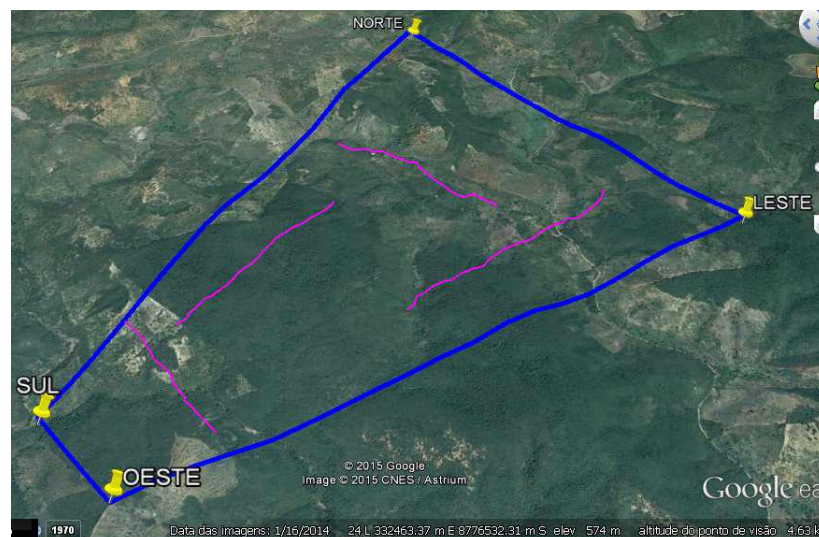 NORTE
LESTE
SUL
OESTE
© 2015 Google
Image © 2015 CNES / Astrium
Google ea
1970
Data das imagens: 1/16/2014 24 L 332463.37 m E 8776532.31 m S elev 574 m altitude do ponto de visão 4.63 k